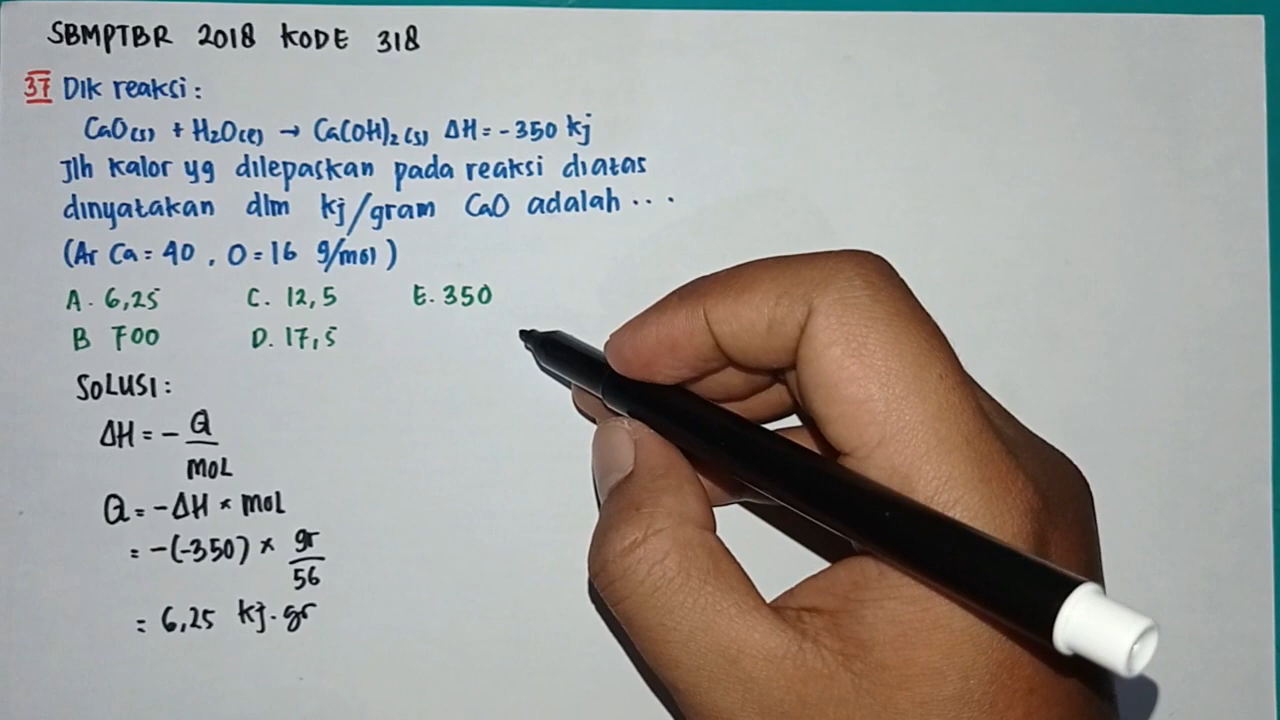 SBMPTBR 2018 KODE 318
37 Dik reaksi :
CaO(s) + H2O(l) → Ca(OH)2 (s) ΔH = -350 kj
Jlh kalor yg dilepaskan pada reaksi diatas
dinyatakan dlm kj/gram CaO adalah ...
(Ar Ca = 40 , O = 16 g/mol)
A. 6,25 C. 12,5 E. 350
B 700 D. 17,5
SOLUSI :
ΔH = - Q/MOL
Q = -ΔH × MOL
= -(-350) × gr/56
= 6,25 kj.gr